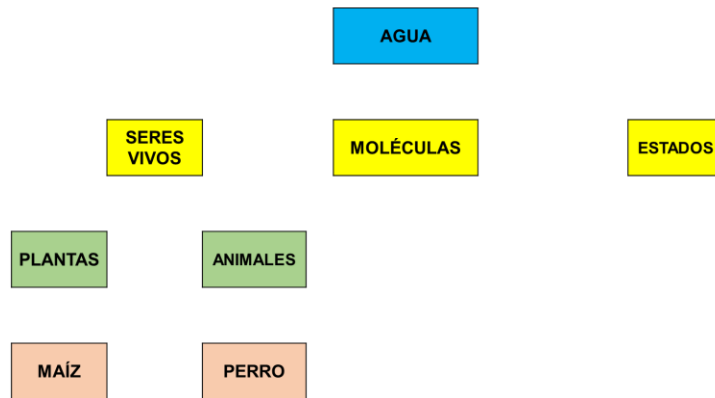 AGUA
SERES
VIVOS
MOLÉCULAS
ESTADOS
PLANTAS
ANIMALES
MAÍZ
PERRO